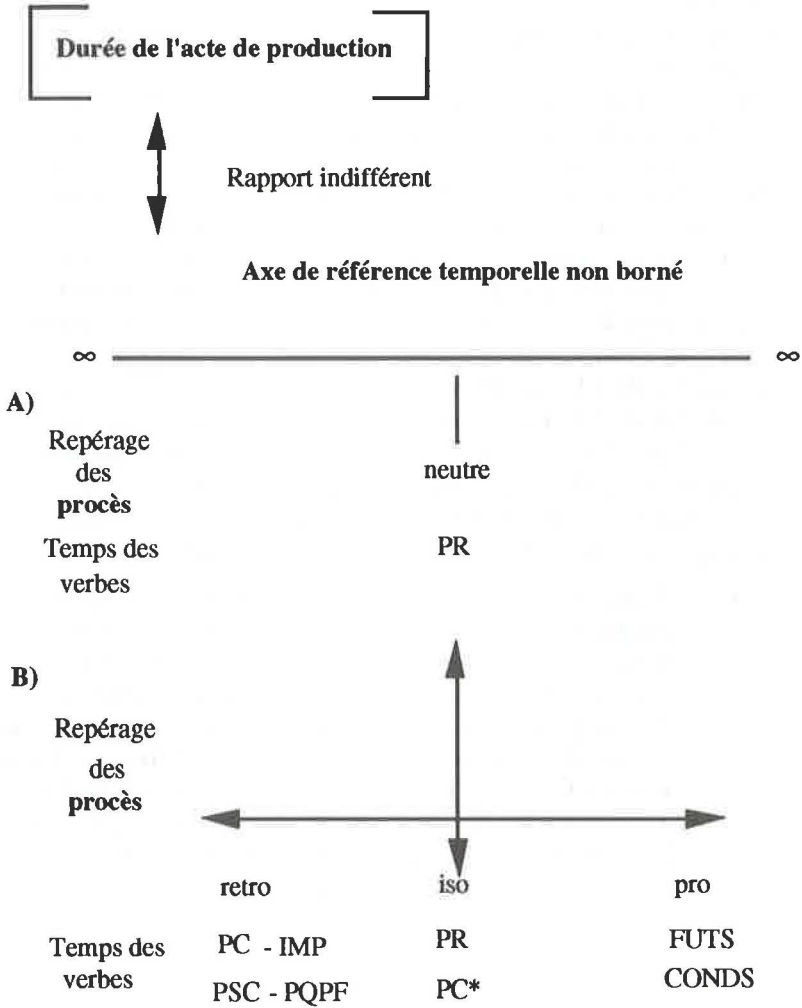 Durée de l'acte de production
Rapport indifférent
Axe de référence temporelle non borné
∞ ∞
A)
Repérage
des
procès
neutre
Temps des
verbes
PR
B)
Repérage
des
procès
retro iso pro
Temps des
verbes
PC - IMP PR FUTS
PSC - PQPF PC* CONDS